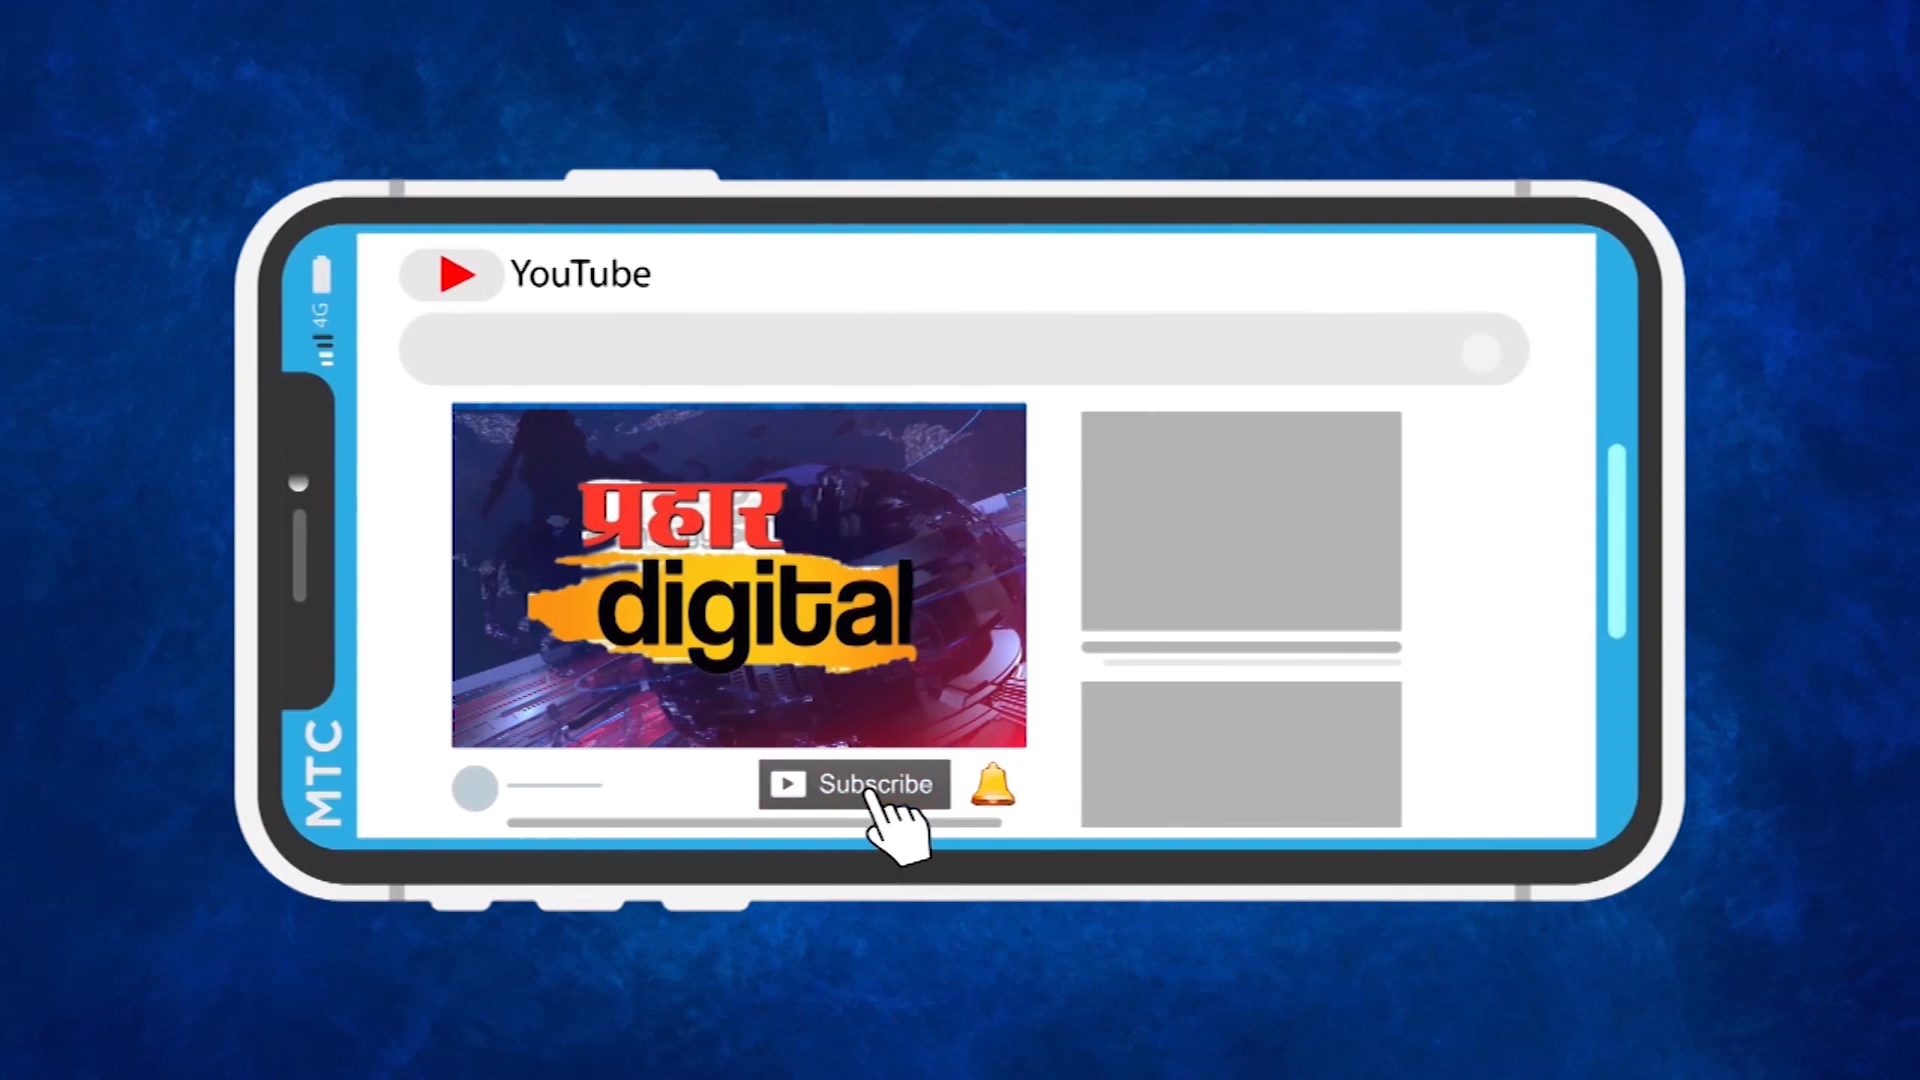 MTC
4G
YouTube
प्रहार
digital
Subscribe